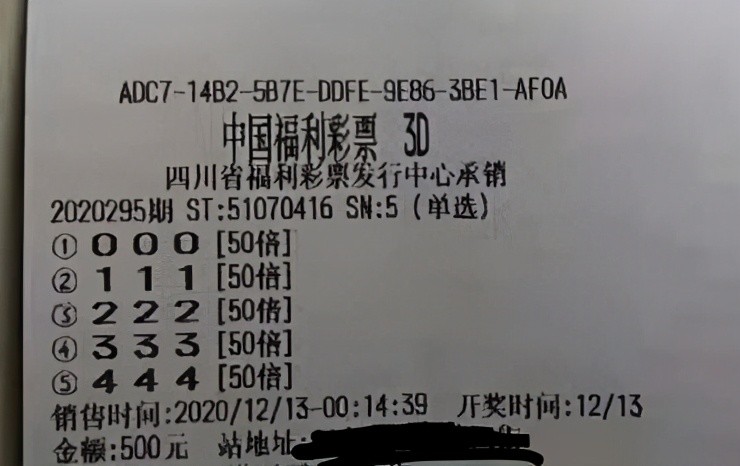 ADC7-14B2-5B7E-DDFE-9E86-3BE1-AF0A
中国福利彩票 3D
四川省福利彩票发行中心承销
2020295期 ST:51070416 SN:5 (单选)
① 0 0 0 [50倍]
② 1 1 1 [50倍]
③ 2 2 2 [50倍]
④ 3 3 3 [50倍]
⑤ 4 4 4 [50倍]
销售时间:2020/12/13-00:14:39 开奖时间:12/13
金额:500元 站地址: